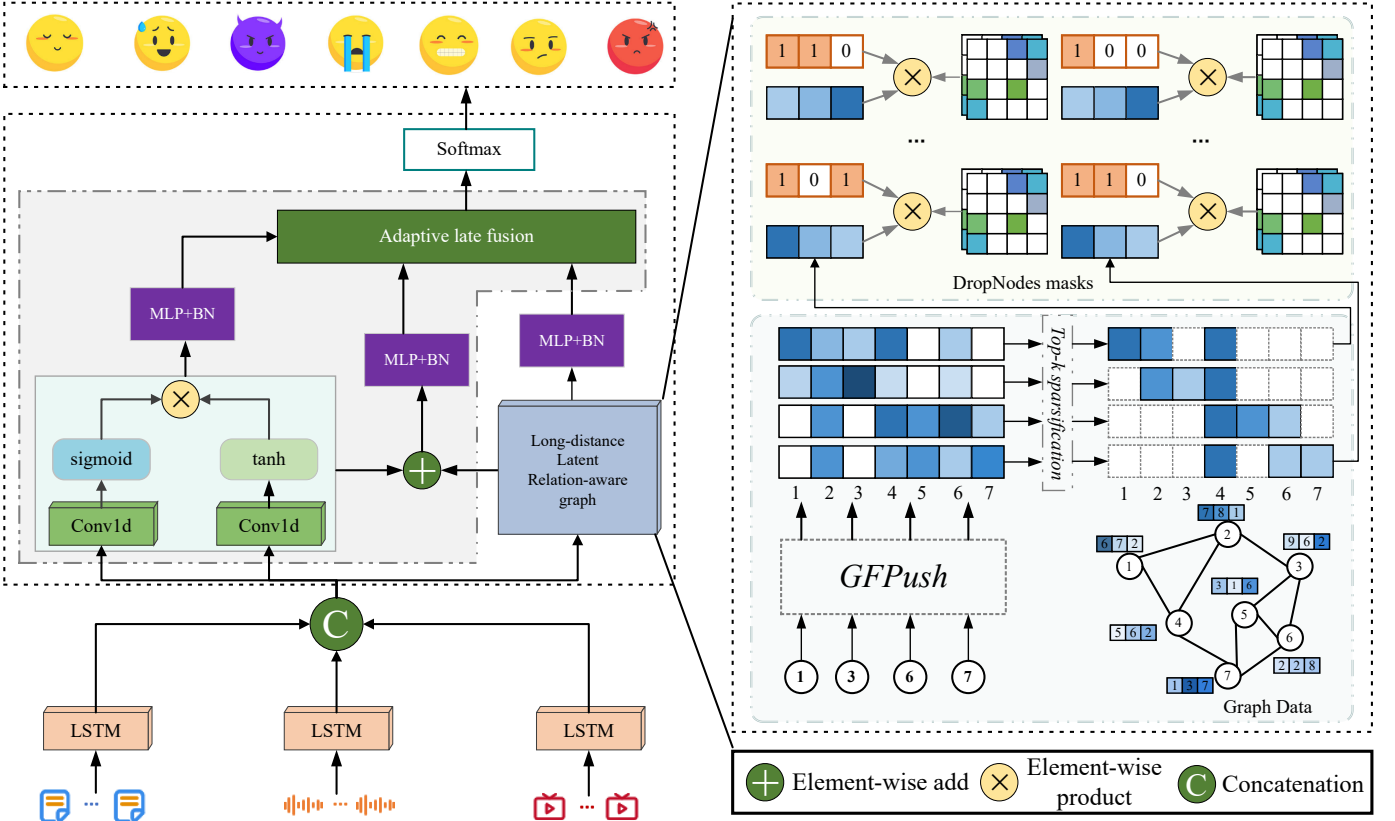 Softmax
Adaptive late fusion
MLP+BN
MLP+BN
MLP+BN
sigmoid
tanh
Conv1d
Conv1d
Long-distance
Latent
Relation-aware
graph
C
LSTM
LSTM
LSTM
...
...
...
1 1 0
1 0 0
...
...
1 0 1
1 1 0
DropNodes masks
Top-k sparsification
1 2 3 4 5 6 7
1 2 3 4 5 6 7
GFPush
1 3 6 7
7 8 1
2
6 7 2
1
9 6 2
3
3 1 6
5
4
5 6 2
6
2 2 8
7
1 3 7
Graph Data
Element-wise add
Element-wise
product
C
Concatenation